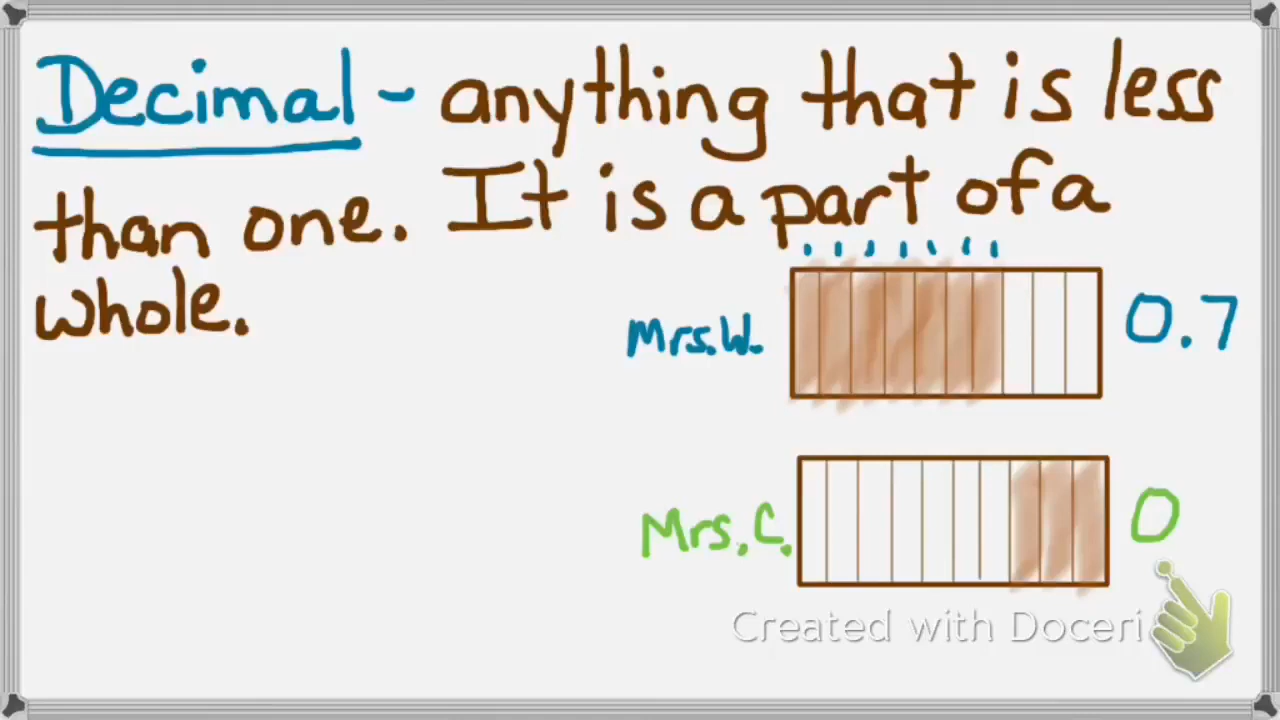 Decimal - anything that is less
than one. It is a part of a
whole.
Mrs. W. 0.7
Mrs. C. 0
Created with Doceri